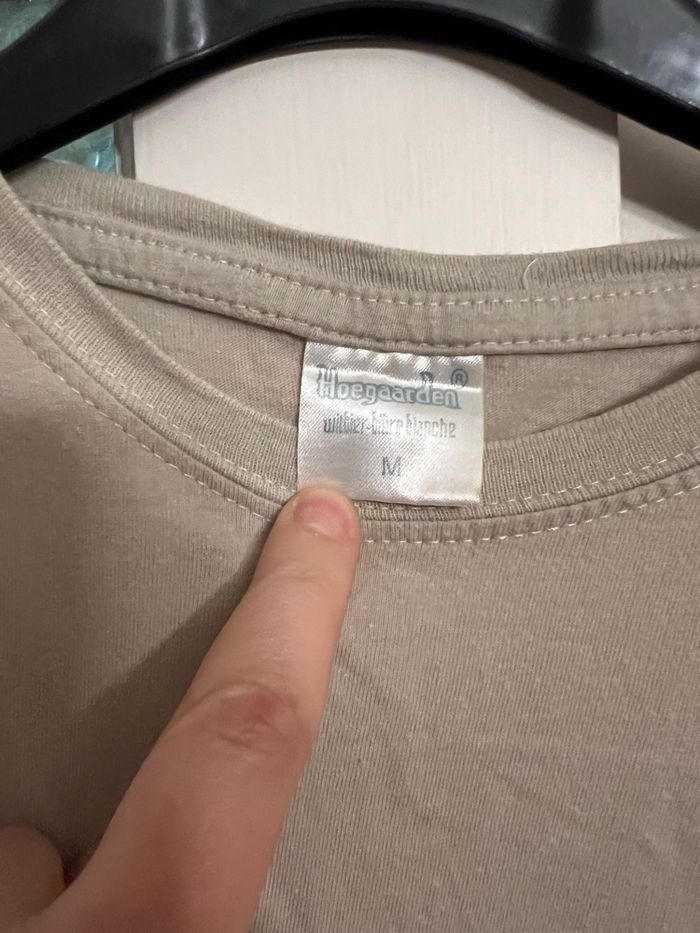 Hoegaarden®
witbier-bière blanche
M